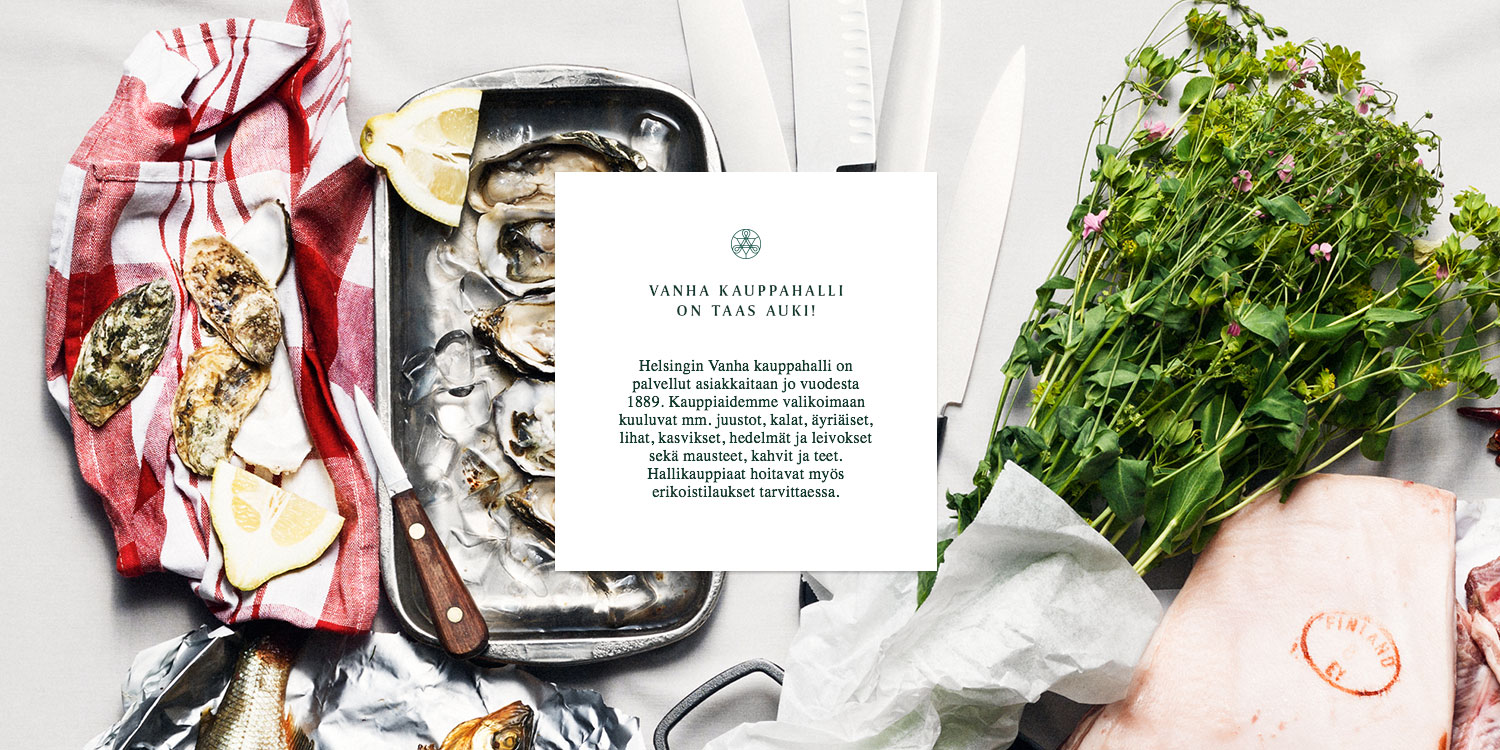 VANHA KAUPPAHALLI
ON TAAS AUKI!
Helsingin Vanha kauppahalli on
palvellut asiakkaitaan jo vuodesta
1889. Kauppiaidemme valikoimaan
kuuluvat mm. juustot, kalat, äyriäiset,
lihat, kasvikset, hedelmät ja leivokset
sekä mausteet, kahvit ja teet.
Hallikauppiaat hoitavat myös
erikoistilaukset tarvittaessa.
FINLAND